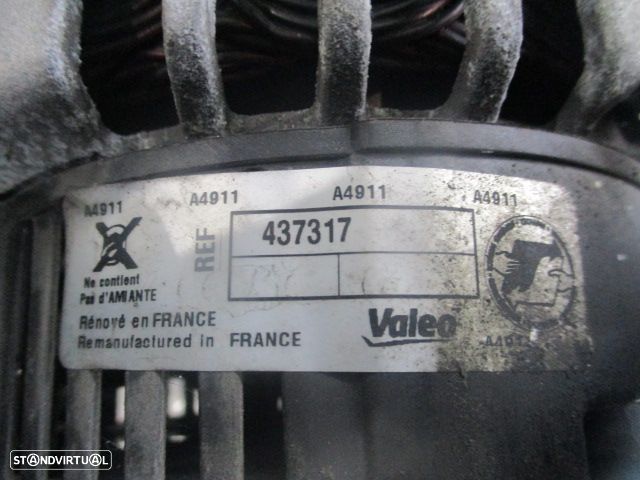 A4911
A4911
A4911
A4911
REF
437317
Ne contient
Pas d'AMIANTE
Rénové en FRANCE
Remanufactured in FRANCE
Valeo
STANDVIRTUAL